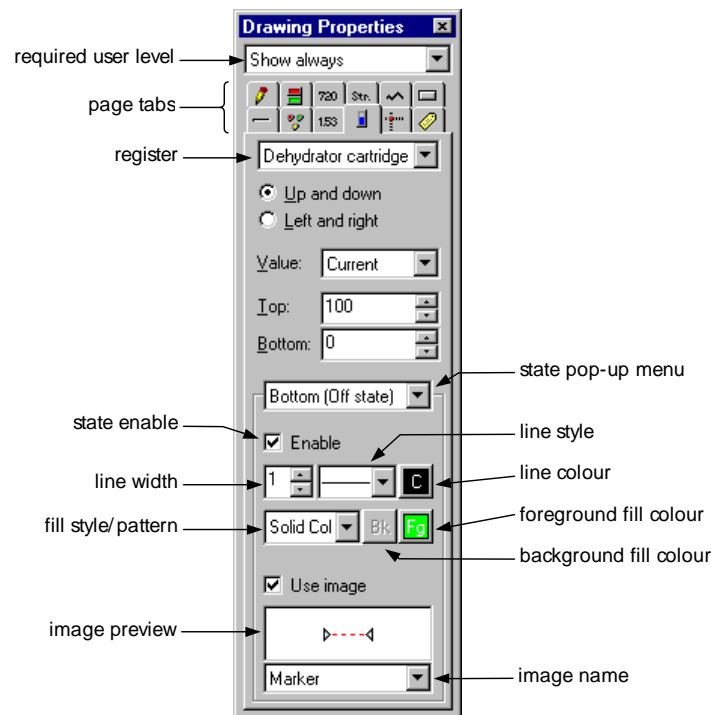 Drawing Properties
required user level
Show always
page tabs
720 Str.
1.53
register
Dehydrator cartridge
Up and down
Left and right
Value: Current
Top: 100
Bottom: 0
state pop-up menu
Bottom (Off state)
state enable
Enable
line style
line width
1
C
line colour
fill style/pattern
Solid Col
Bk
Fg
foreground fill colour
background fill colour
Use image
image preview
Marker
image name